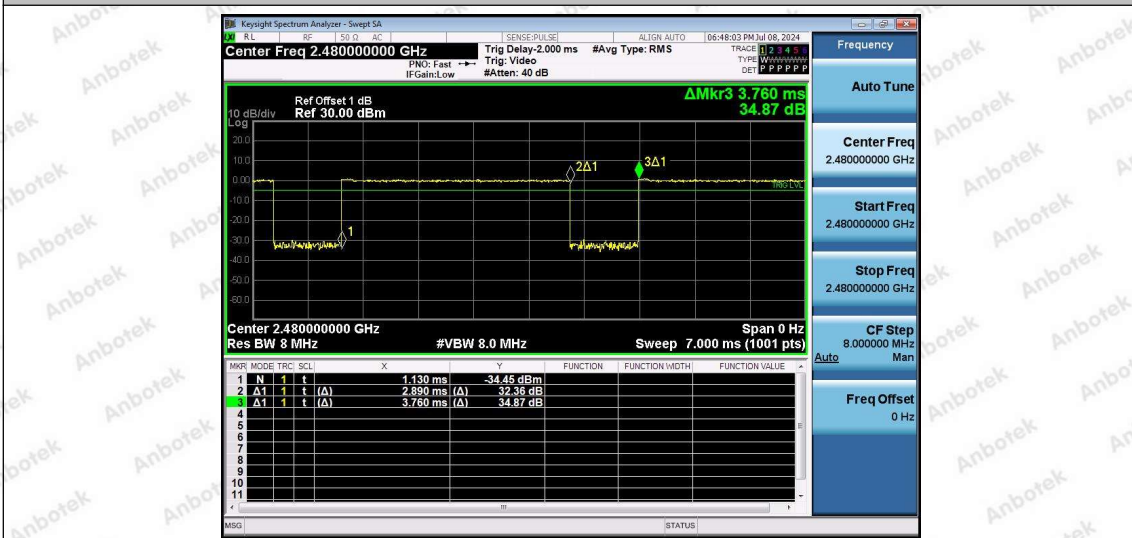 Keysight Spectrum Analyzer - Swept SA
RL RF 50 Ω AC SENSE:PULSE ALIGN AUTO 06:48:03 PM Jul 08, 2024
Center Freq 2.480000000 GHz Trig Delay-2.000 ms #Avg Type: RMS TRACE 1 2 3 4 5 6
PNO: Fast Trig: Video TYPE WWWWWW
IFGain:Low #Atten: 40 dB DET P P P P P P
Frequency
Auto Tune
Center Freq
2.480000000 GHz
Start Freq
2.480000000 GHz
Stop Freq
2.480000000 GHz
CF Step
8.000000 MHz
Auto Man
Freq Offset
0 Hz
ΔMkr3 3.760 ms
34.87 dB
Ref Offset 1 dB
10 dB/div Ref 30.00 dBm
Log
20.0
10.0
0.00
-10.0
-20.0
-30.0
-40.0
-50.0
-60.0
2Δ1
3Δ1
TRIG LVL
1
Center 2.480000000 GHz Span 0 Hz
Res BW 8 MHz #VBW 8.0 MHz Sweep 7.000 ms (1001 pts)
MKR MODE TRC SCL X Y FUNCTION FUNCTION WIDTH FUNCTION VALUE
1 N 1 t 1.130 ms -34.45 dBm
2 Δ1 1 t (Δ) 2.890 ms (Δ) 32.36 dB
3 Δ1 1 t (Δ) 3.760 ms (Δ) 34.87 dB
4
5
6
7
8
9
10
11
MSG STATUS
Anbotek